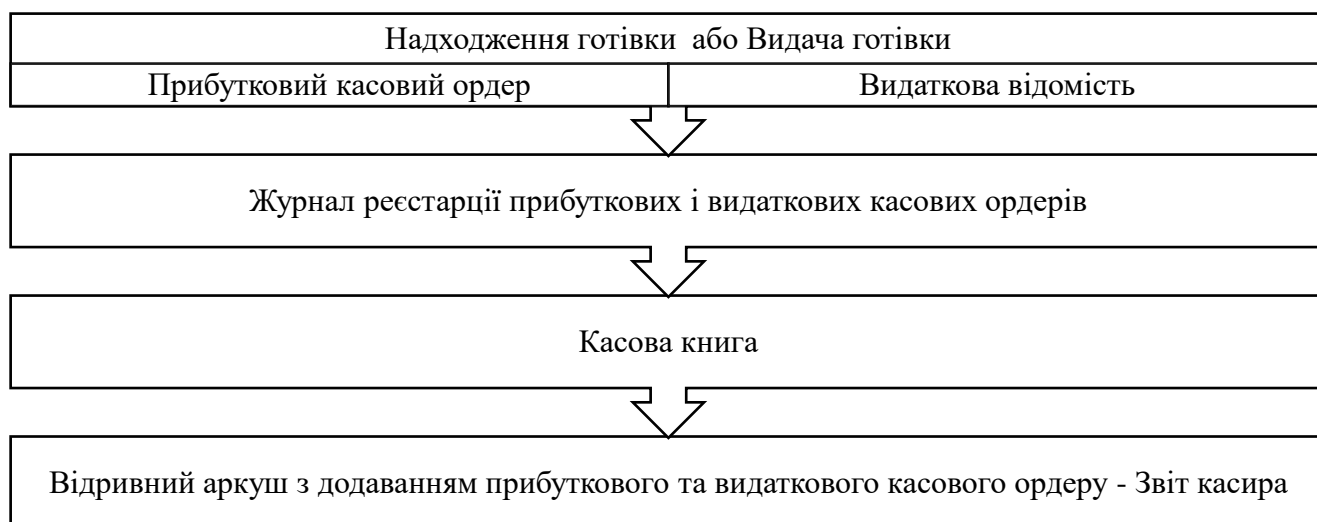 Надходження готівки або Видача готівки
Прибутковий касовий ордер
Видаткова відомість
Журнал реєстарції прибуткових і видаткових касових ордерів
Касова книга
Відривний аркуш з додаванням прибуткового та видаткового касового ордеру - Звіт касира